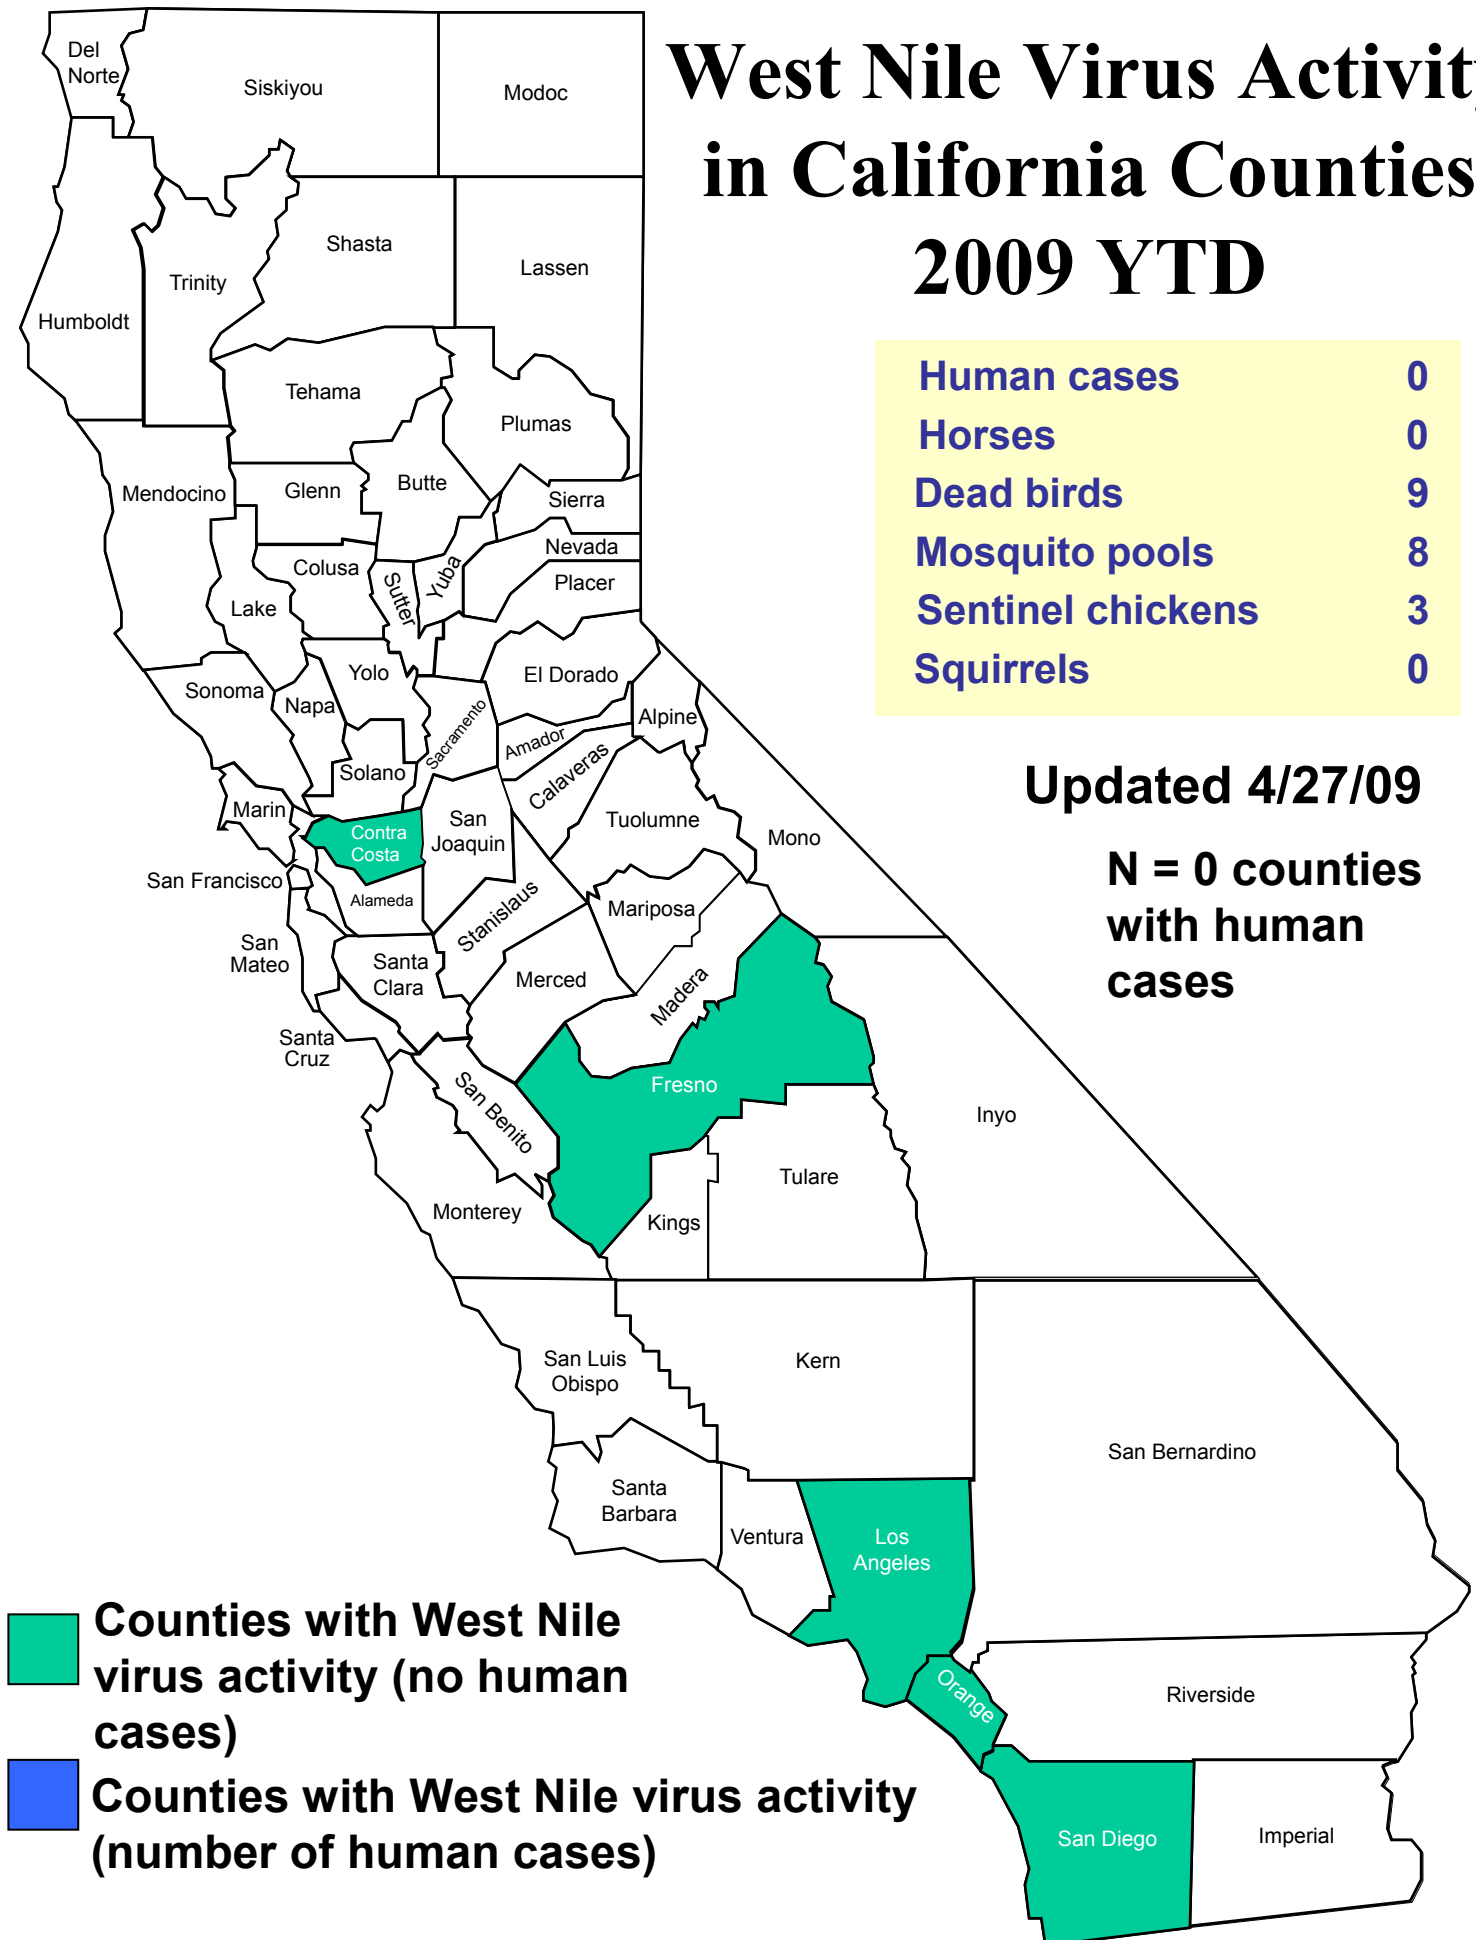 West Nile Virus Activity
in California Counties
2009 YTD
Human cases 0
Horses 0
Dead birds 9
Mosquito pools 8
Sentinel chickens 3
Squirrels 0
Updated 4/27/09
N = 0 counties
with human
cases
Del
Norte
Siskiyou
Modoc
Shasta
Lassen
Trinity
Humboldt
Tehama
Plumas
Mendocino
Glenn
Butte
Sierra
Nevada
Colusa
Sutter
Yuba
Placer
Lake
Yolo
El Dorado
Sonoma
Napa
Sacramento
Alpine
Amador
Solano
Calaveras
Marin
Contra
Costa
San
Joaquin
Tuolumne
Mono
San Francisco
Alameda
Stanislaus
Mariposa
San
Mateo
Santa
Clara
Merced
Madera
Santa
Cruz
San Benito
Fresno
Inyo
Tulare
Monterey
Kings
San Luis
Obispo
Kern
San Bernardino
Santa
Barbara
Ventura
Los
Angeles
Orange
Riverside
San Diego
Imperial
Counties with West Nile
virus activity (no human
cases)
Counties with West Nile virus activity
(number of human cases)